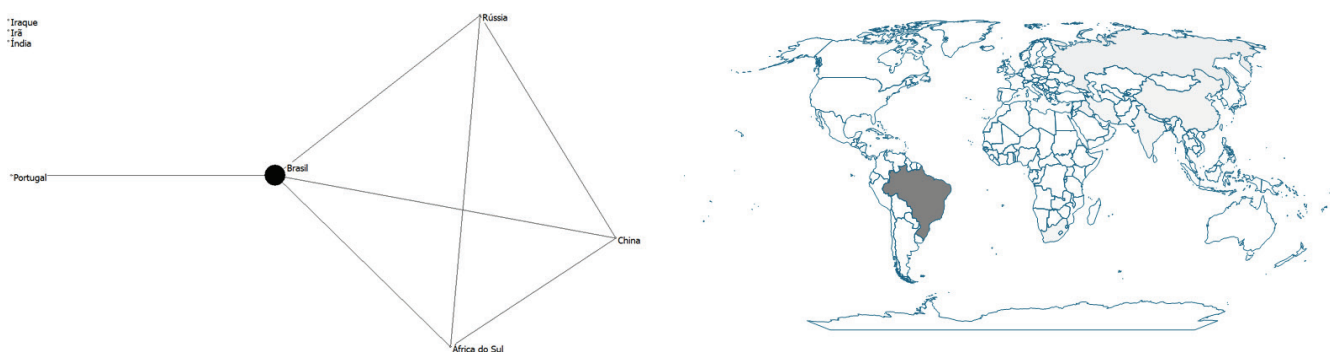 Iraque
Irã
Índia
Rússia
Brasil
Portugal
China
África do Sul